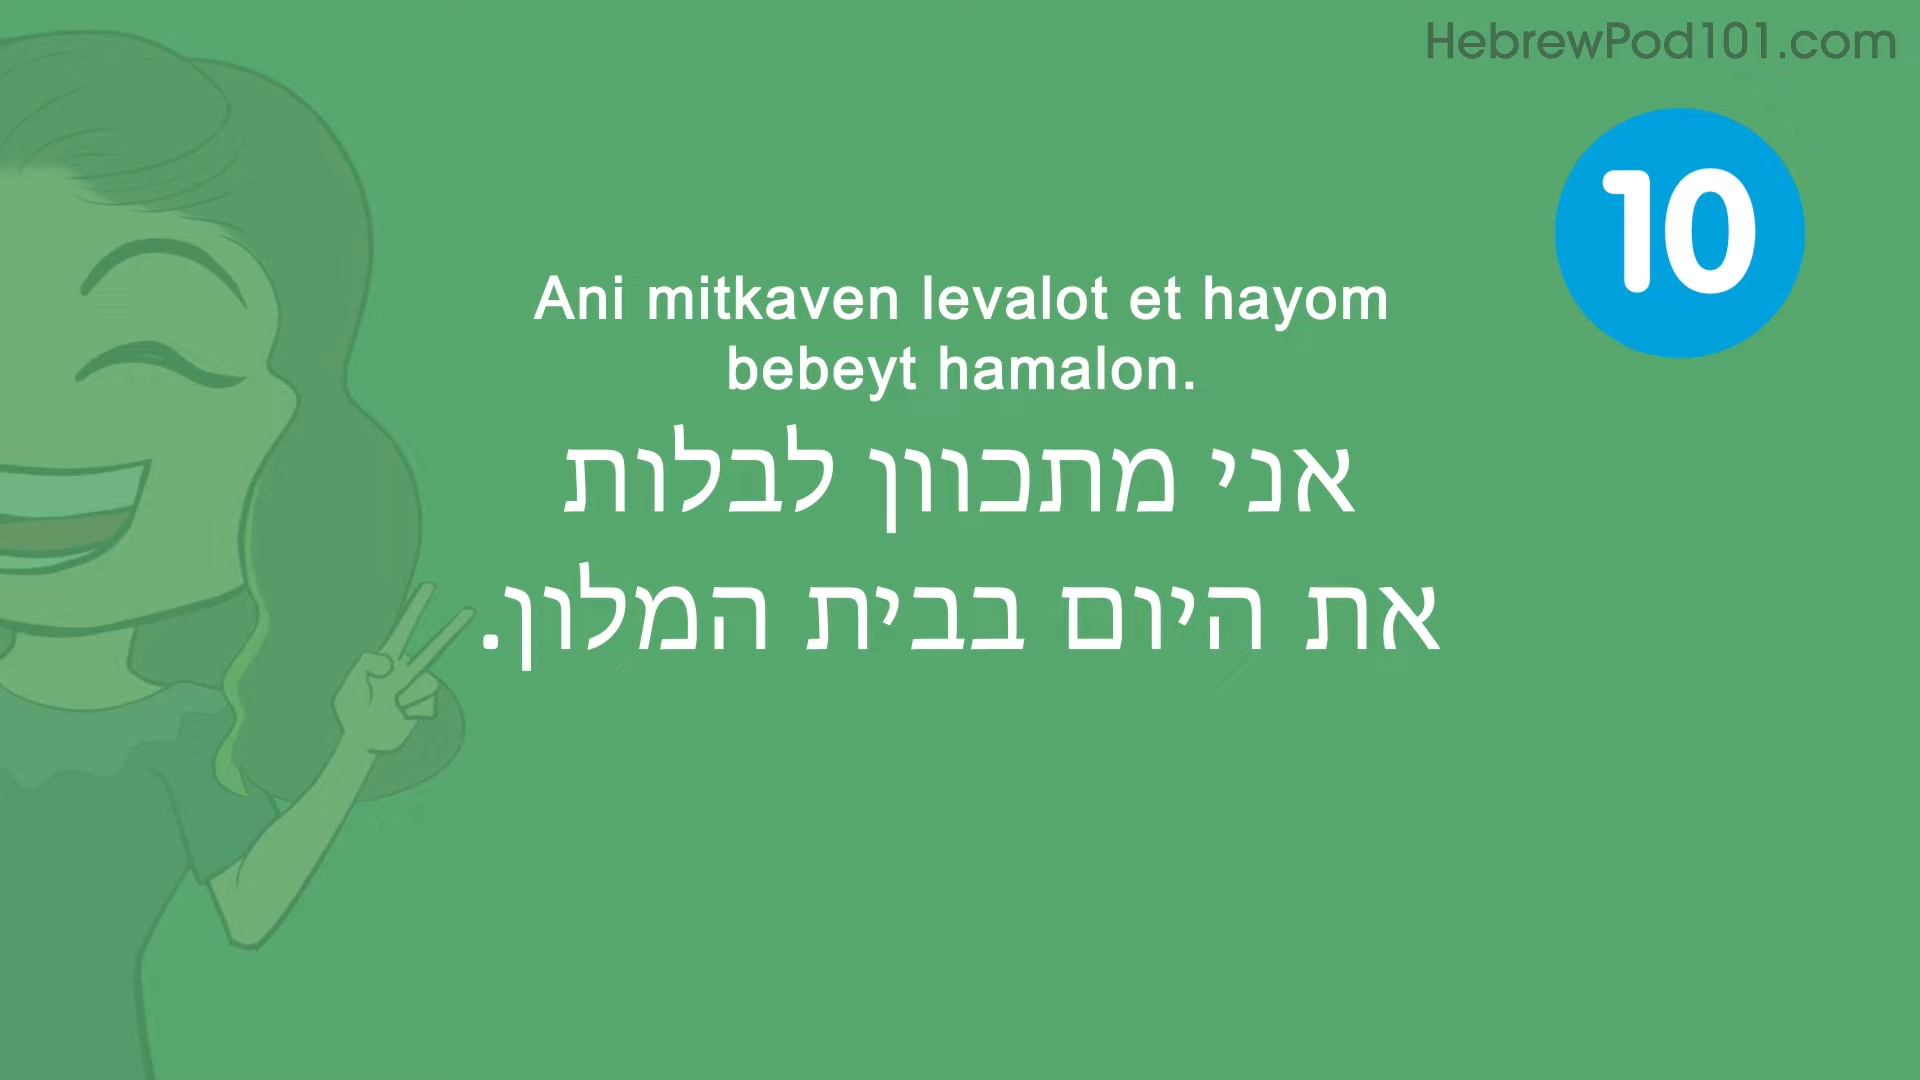 HebrewPod101.com
10
Ani mitkaven levalot et hayom
bebeyt hamalon.
אני מתכוון לבלות
את היום בבית המלון.